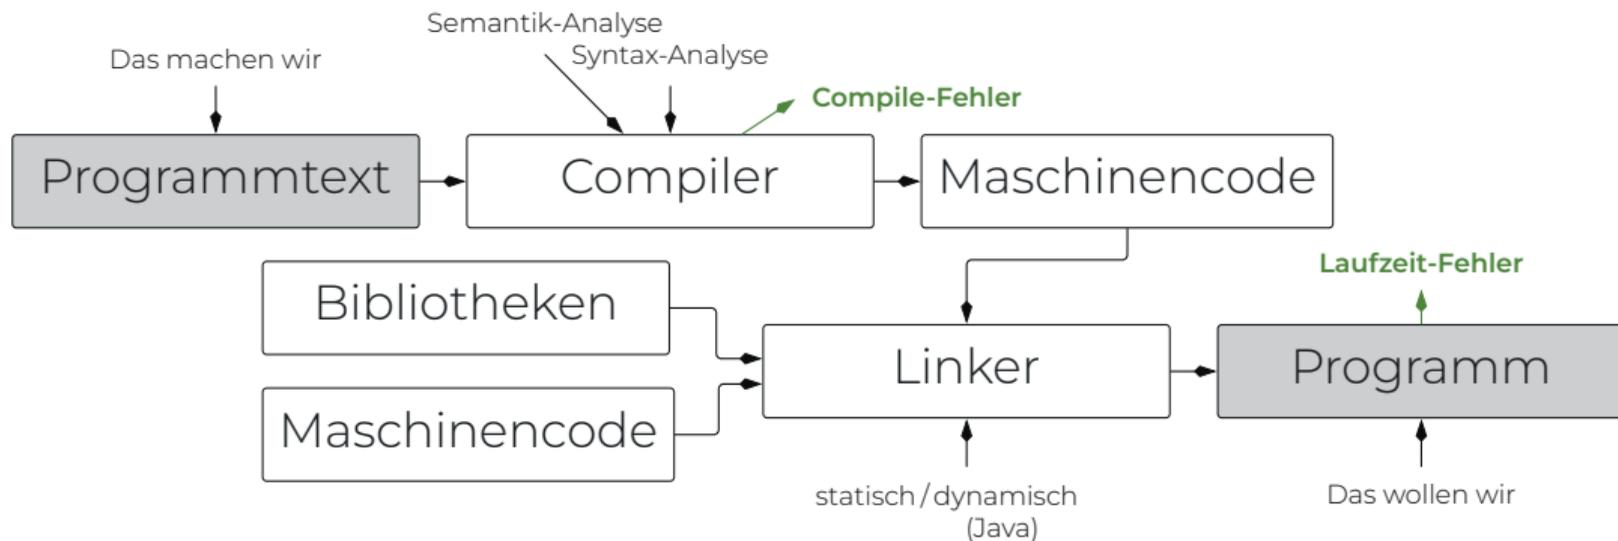 Semantik-Analyse
Das machen wir
Syntax-Analyse
Compile-Fehler
Programmtext
Compiler
Maschinencode
Laufzeit-Fehler
Bibliotheken
Linker
Programm
Maschinencode
statisch / dynamisch
(Java)
Das wollen wir